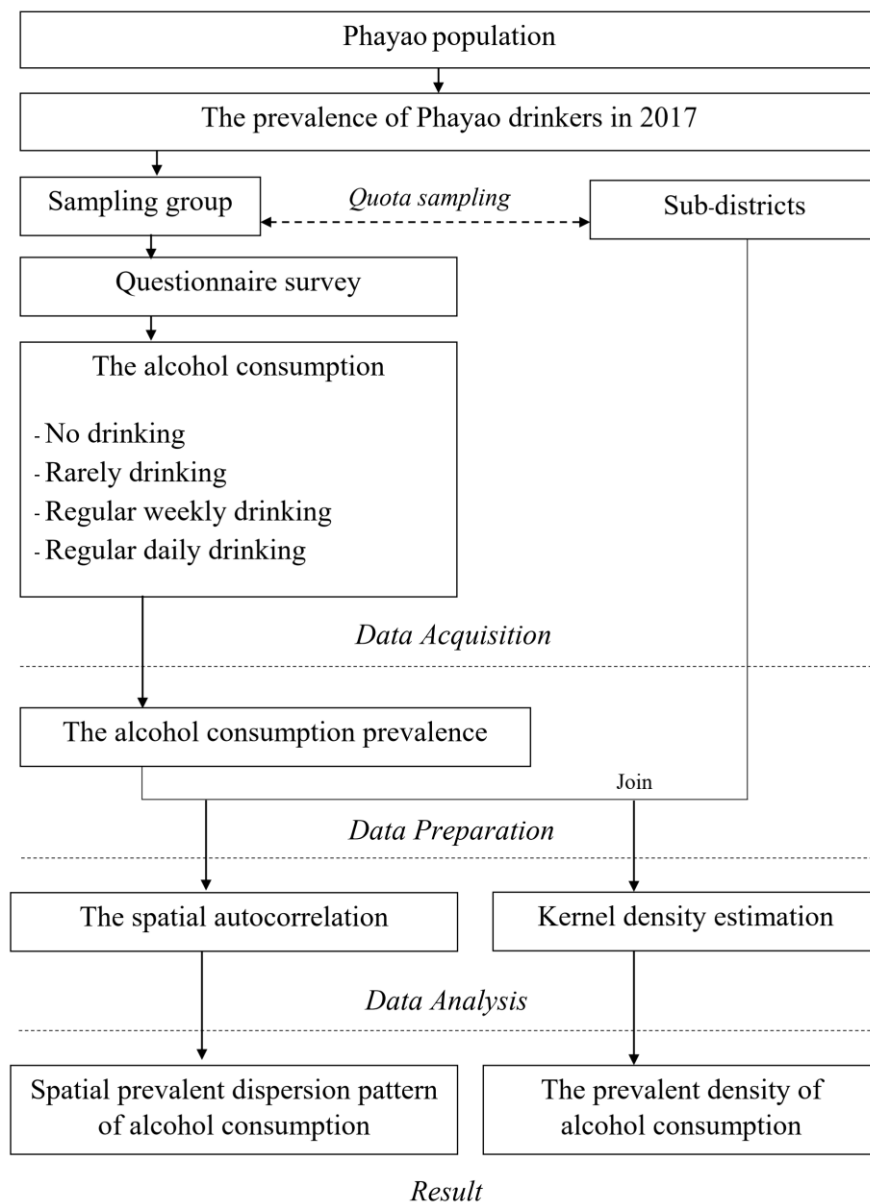 Phayao population
The prevalence of Phayao drinkers in 2017
Sampling group
Quota sampling
Sub-districts
Questionnaire survey
The alcohol consumption
- No drinking
- Rarely drinking
- Regular weekly drinking
- Regular daily drinking
Data Acquisition
The alcohol consumption prevalence
Join
Data Preparation
The spatial autocorrelation
Kernel density estimation
Data Analysis
Spatial prevalent dispersion pattern
of alcohol consumption
The prevalent density of
alcohol consumption
Result